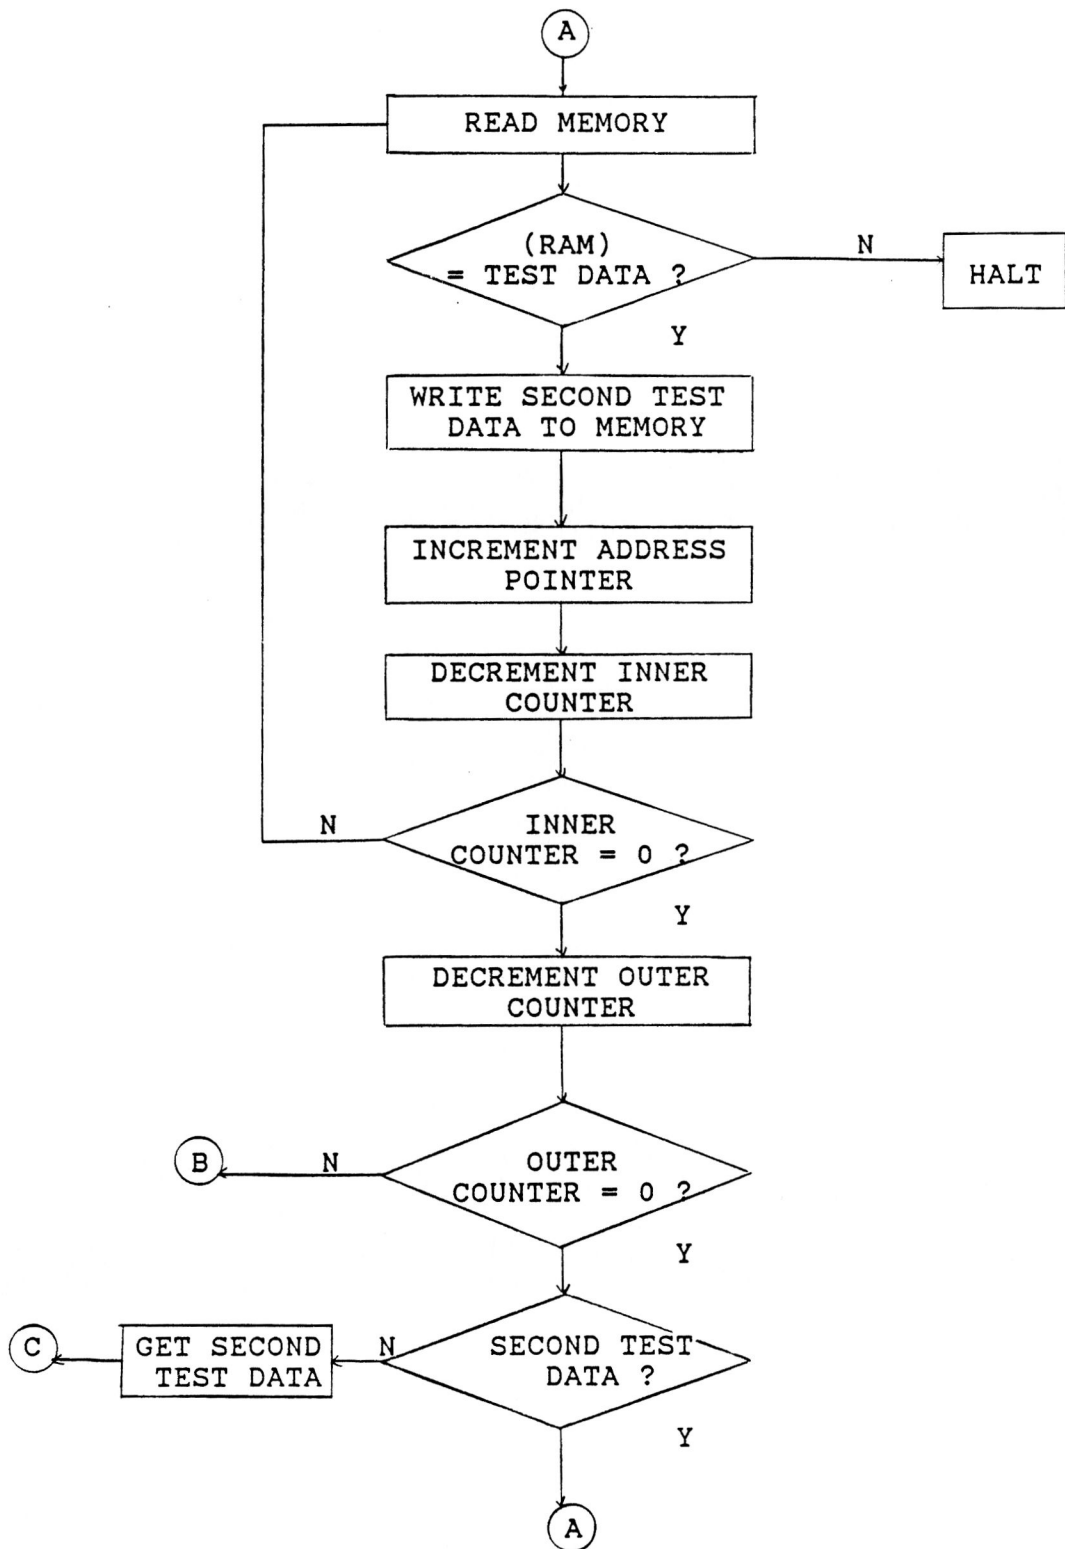 A
READ MEMORY
(RAM)
= TEST DATA ?
N
HALT
Y
WRITE SECOND TEST
DATA TO MEMORY
INCREMENT ADDRESS
POINTER
DECREMENT INNER
COUNTER
N
INNER
COUNTER = 0 ?
Y
DECREMENT OUTER
COUNTER
B
N
OUTER
COUNTER = 0 ?
Y
C
GET SECOND
TEST DATA
N
SECOND TEST
DATA ?
Y
A